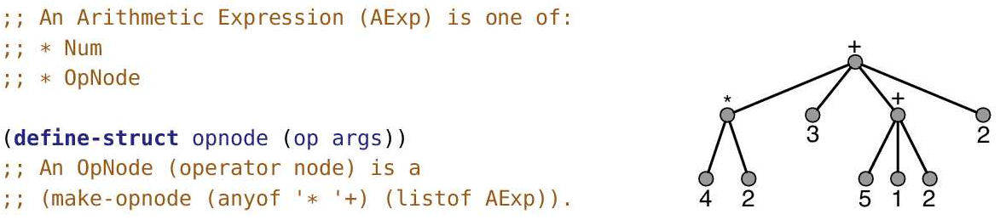 ;; An Arithmetic Expression (AExp) is one of:
;; * Num
;; * OpNode
(define-struct opnode (op args))
;; An OpNode (operator node) is a
;; (make-opnode (anyof '* '+) (listof AExp)).
+
* +
3 2
4 2 5 1 2